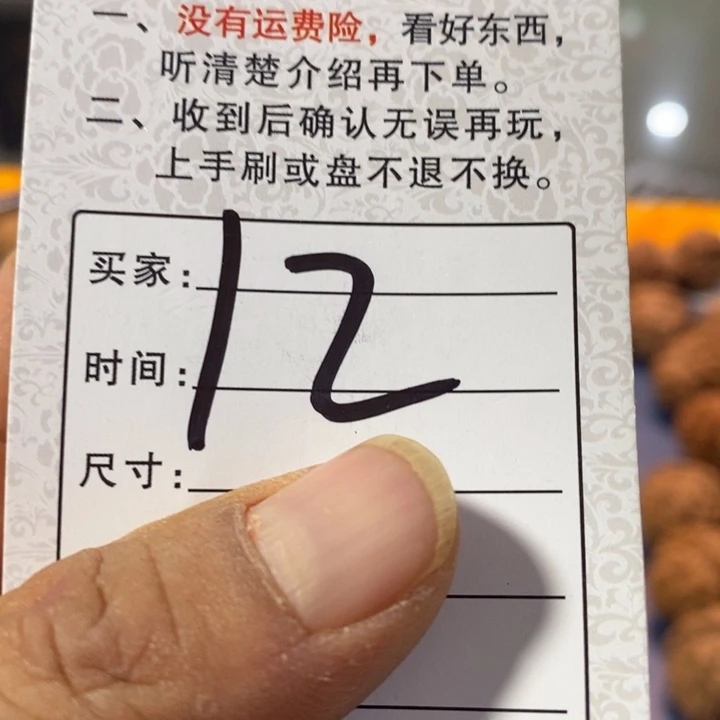 一、没有运费险，看好东西，
听清楚介绍再下单。
二、收到后确认无误再玩，
上手刷或盘不退不换。
买家：
12
时间：
尺寸：